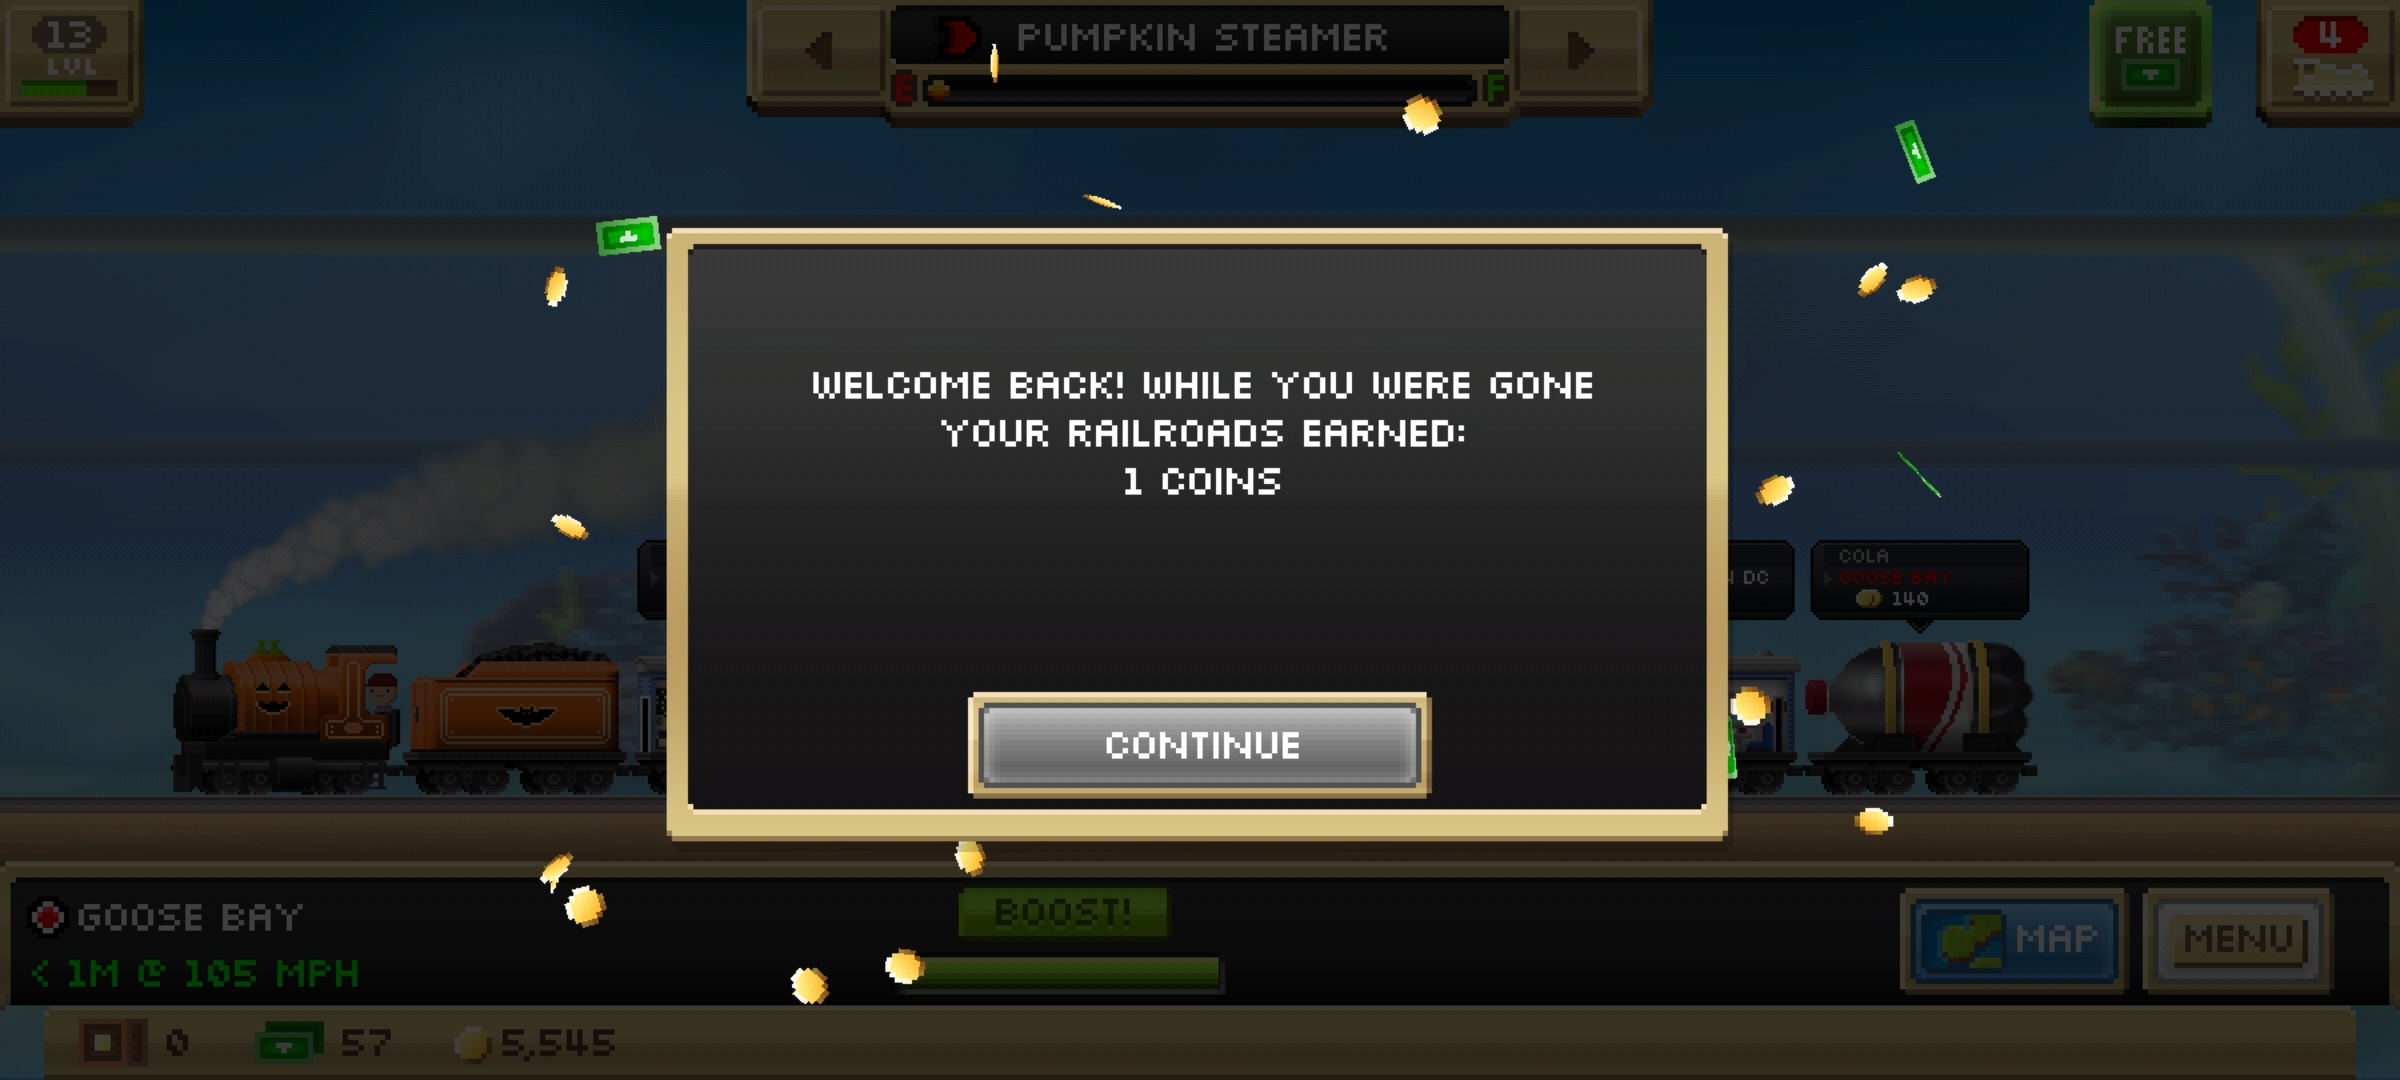 13
LVL
PUMPKIN STEAMER
E F
FREE
4
WELCOME BACK! WHILE YOU WERE GONE
YOUR RAILROADS EARNED:
1 COINS
CONTINUE
DC
COLA
GOOSE BAY
140
GOOSE BAY
< 1M @ 105 MPH
BOOST!
MAP
MENU
0 57 5,545